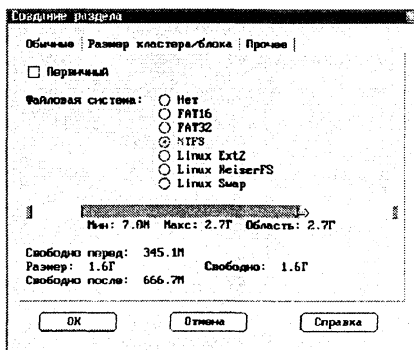 Создание раздела
Обычные | Размер кластера/блока | Прочее |
Первичный
Файловая система: Нет
FAT16
FAT32
NTFS
Linux Ext2
Linux ReiserFS
Linux Swap
Мин: 7.0М Макс: 2.7Г Область: 2.7Г
Свободно перед: 345.1М
Размер: 1.6Г Свободно: 1.6Г
Свободно после: 666.7М
ОК Отмена Справка